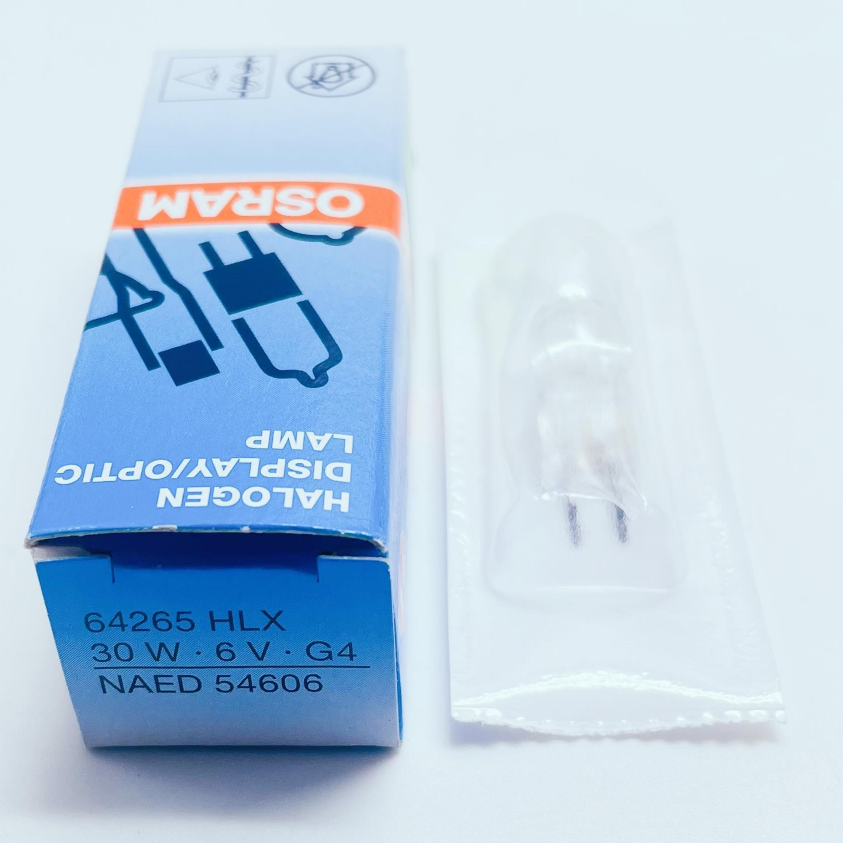 OSRAM
HALOGEN
DISPLAY/OPTIC
LAMP
64265 HLX
30 W · 6 V · G4
NAED 54606